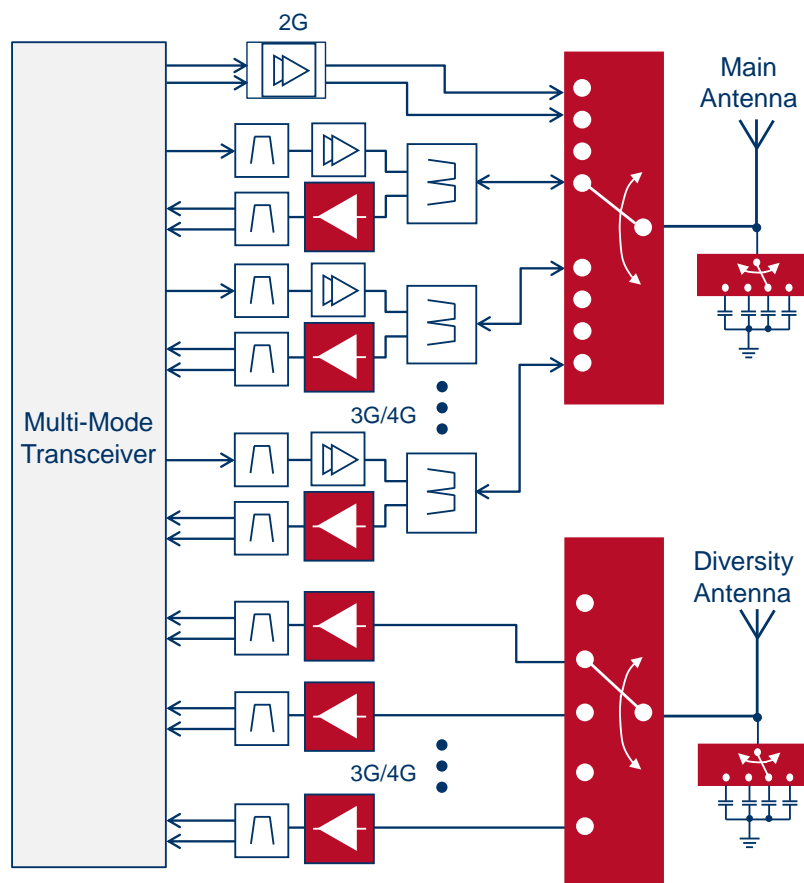 2G
Main
Antenna
Multi-Mode
Transceiver
3G/4G
Diversity
Antenna
3G/4G